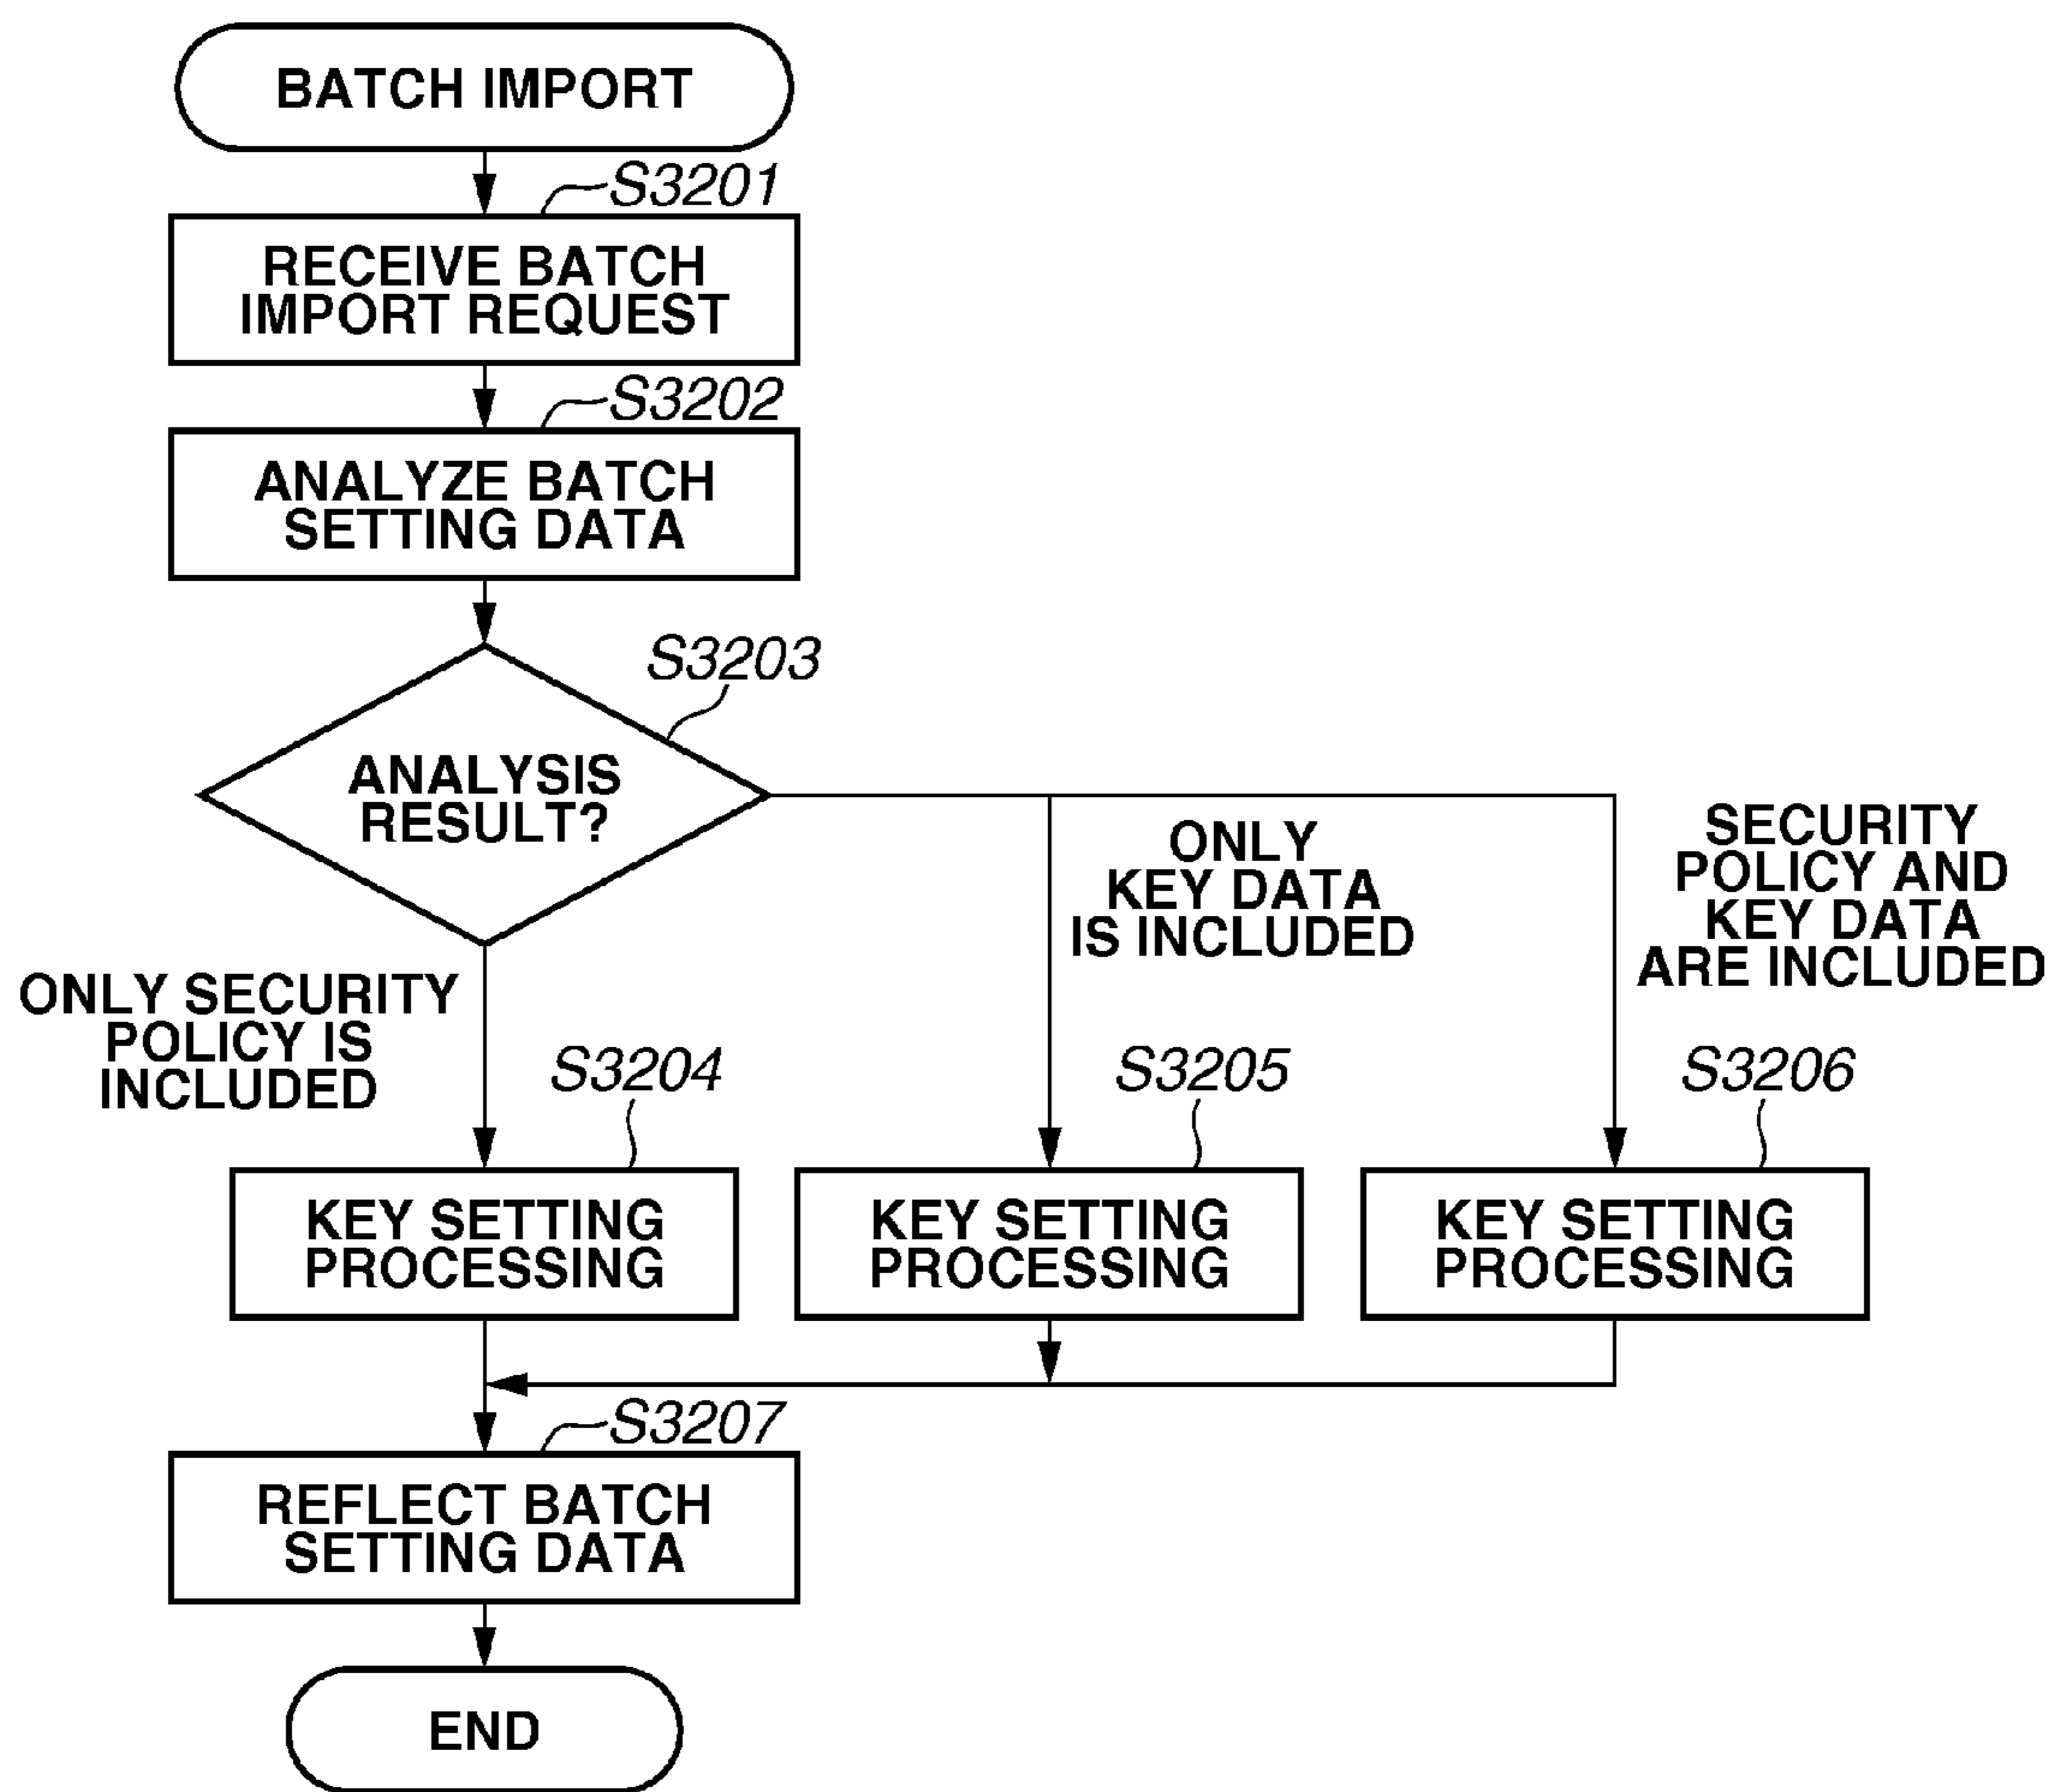 BATCH IMPORT
S3201
RECEIVE BATCH
IMPORT REQUEST
S3202
ANALYZE BATCH
SETTING DATA
S3203
ANALYSIS
RESULT?
ONLY
KEY DATA
IS INCLUDED
SECURITY
POLICY AND
KEY DATA
ARE INCLUDED
ONLY SECURITY
POLICY IS
INCLUDED
S3204
KEY SETTING
PROCESSING
S3205
KEY SETTING
PROCESSING
S3206
KEY SETTING
PROCESSING
S3207
REFLECT BATCH
SETTING DATA
END